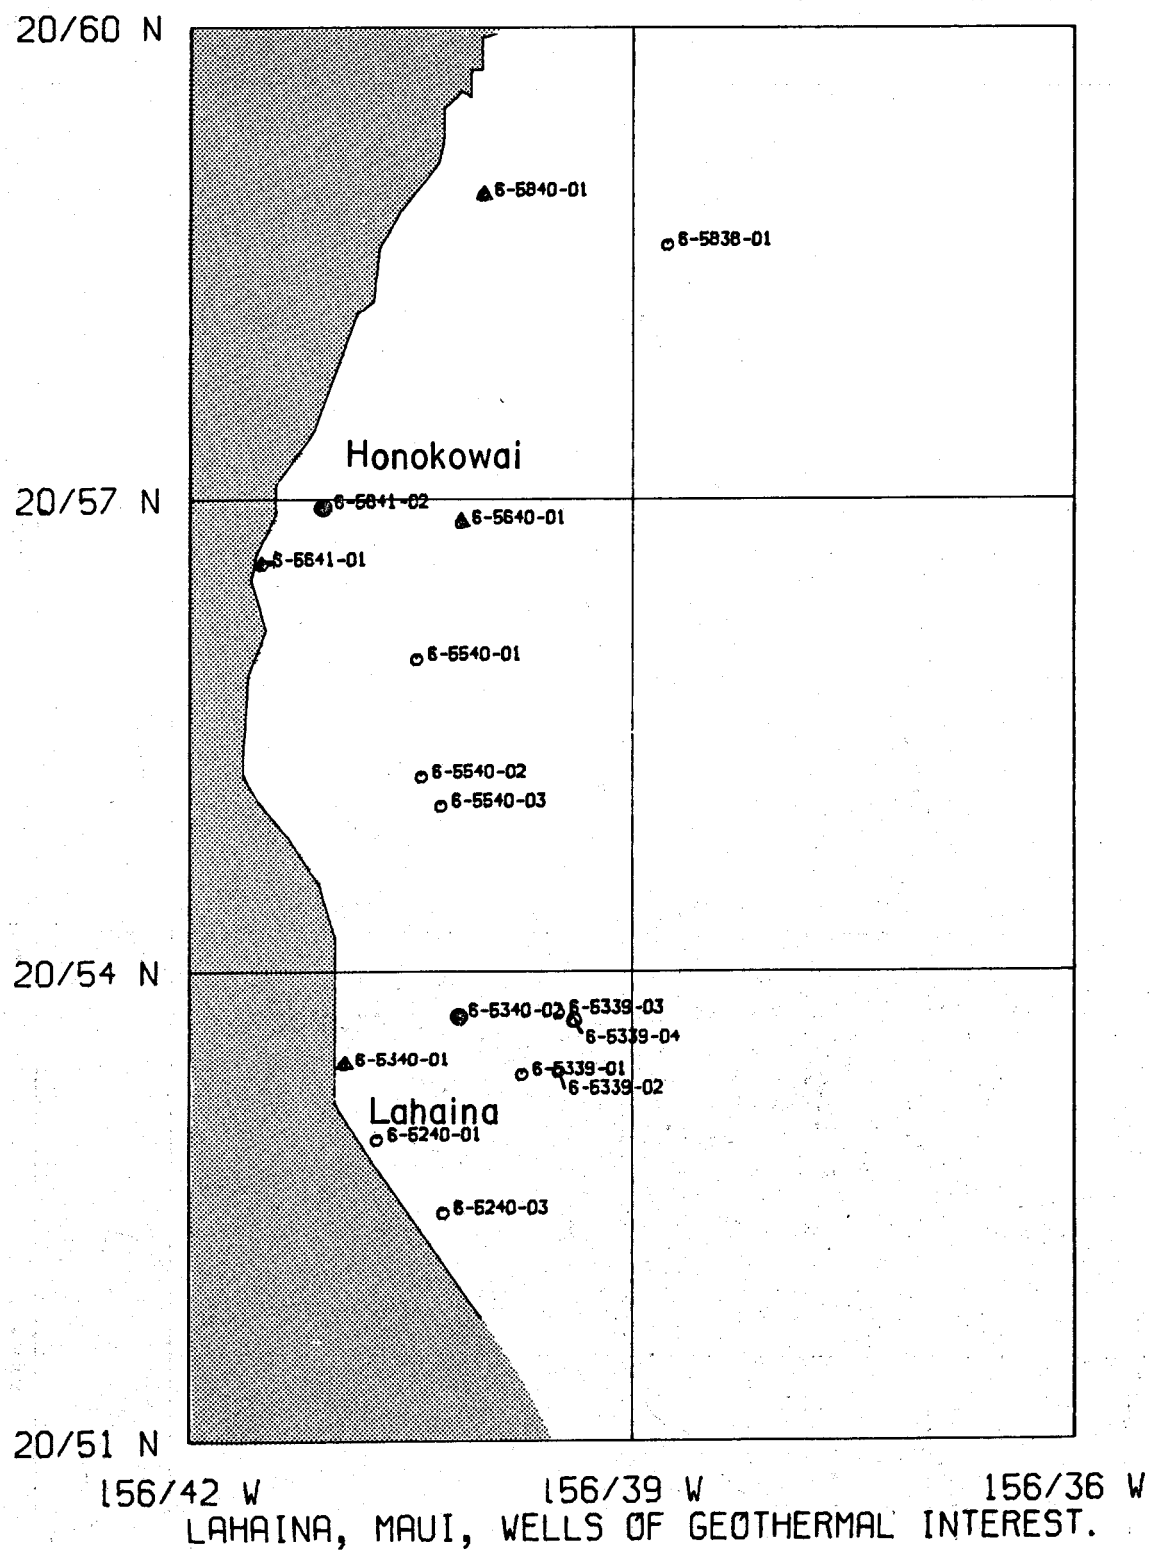 20/60 N
6-5840-01
6-5838-01
Honokowai
20/57 N
6-5641-02
6-5640-01
6-5641-01
6-5540-01
6-5540-02
6-5540-03
20/54 N
6-5340-02
6-5339-03
6-5339-04
6-5340-01
6-5339-01
6-5339-02
Lahaina
6-5240-01
6-5240-03
20/51 N
156/42 W
156/39 W
156/36 W
LAHAINA, MAUI, WELLS OF GEOTHERMAL INTEREST.